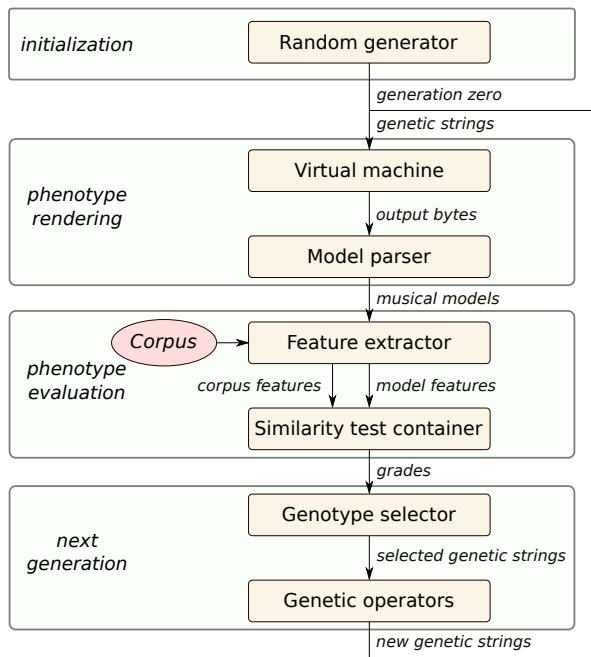 initialization
Random generator
generation zero
genetic strings
phenotype
rendering
Virtual machine
output bytes
Model parser
musical models
phenotype
evaluation
Corpus
Feature extractor
corpus features
model features
Similarity test container
grades
next
generation
Genotype selector
selected genetic strings
Genetic operators
new genetic strings